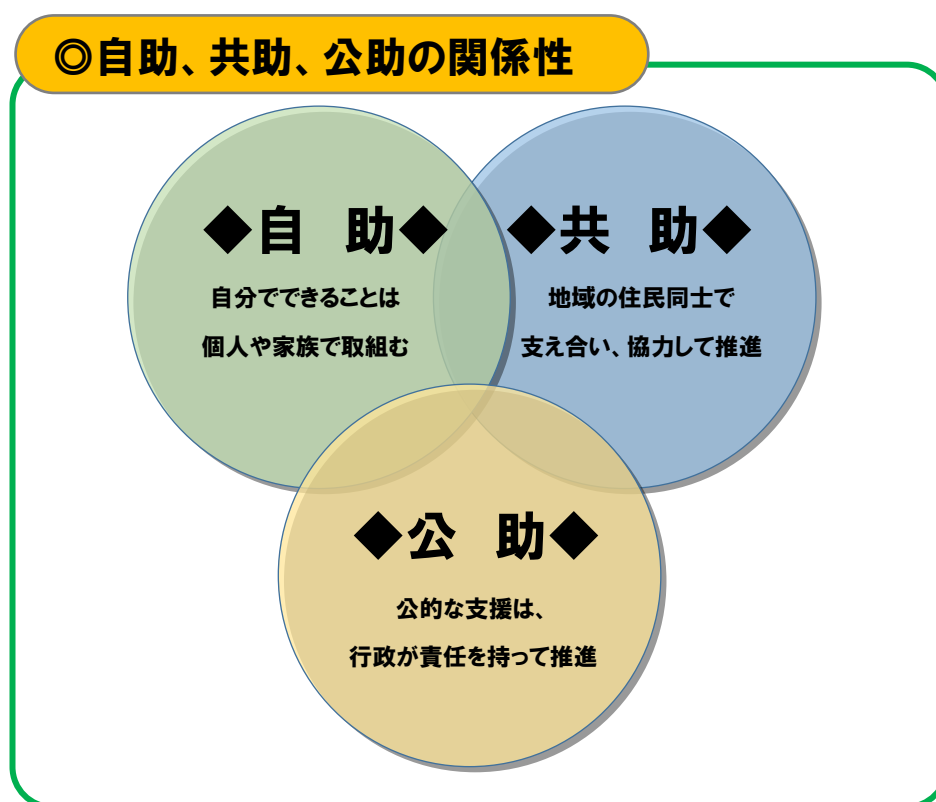 ◎自助、共助、公助の関係性
◆自　助◆
自分でできることは
個人や家族で取組む
◆共　助◆
地域の住民同士で
支え合い、協力して推進
◆公　助◆
公的な支援は、
行政が責任を持って推進